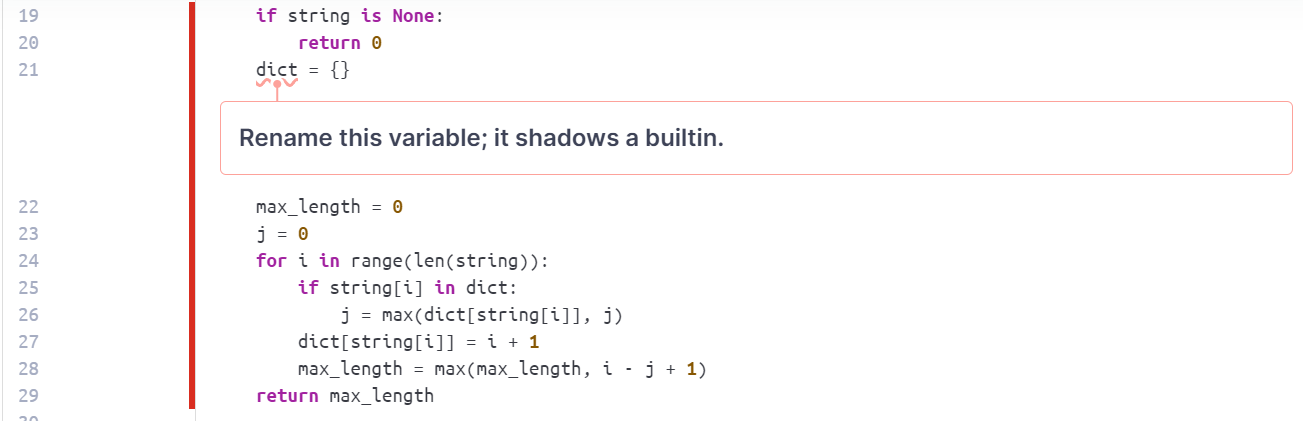 19 if string is None:
20 return 0
21 dict = {}
Rename this variable; it shadows a builtin.
22 max_length = 0
23 j = 0
24 for i in range(len(string)):
25 if string[i] in dict:
26 j = max(dict[string[i]], j)
27 dict[string[i]] = i + 1
28 max_length = max(max_length, i - j + 1)
29 return max_length